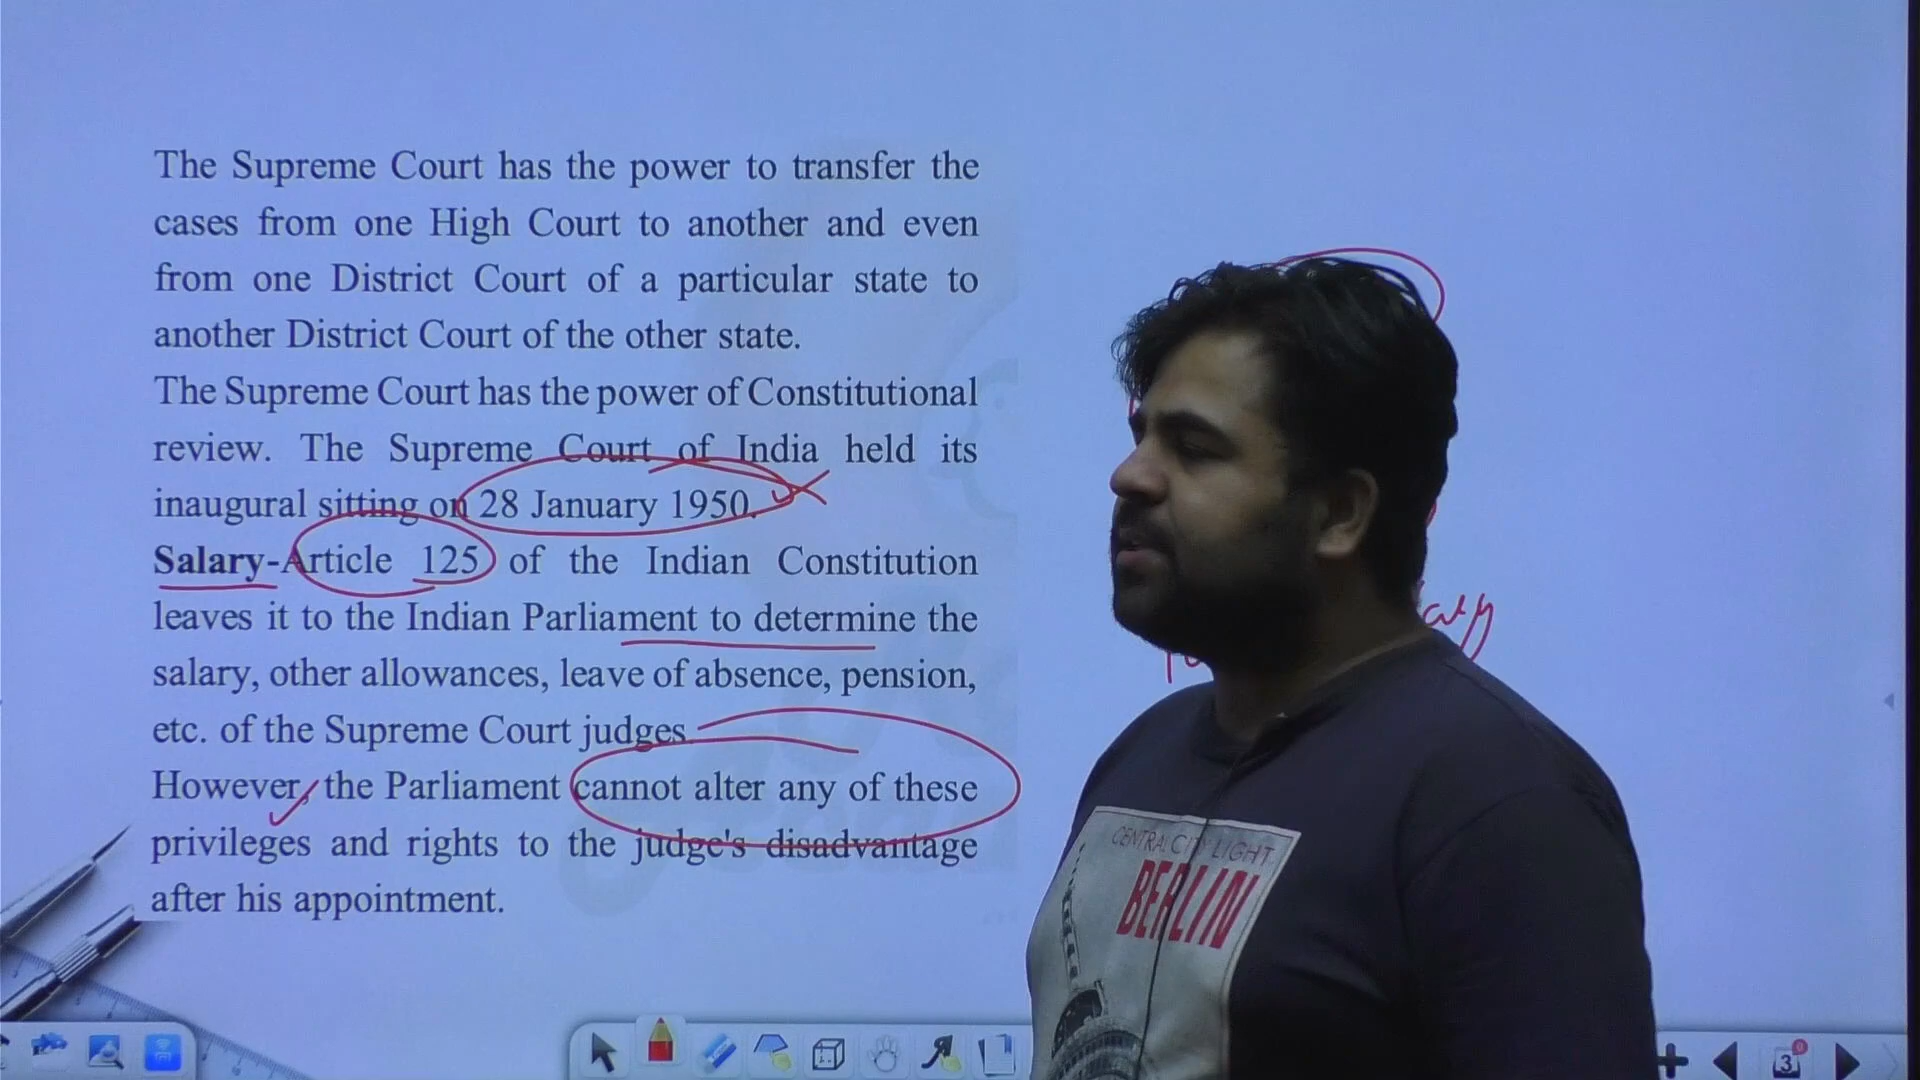 The Supreme Court has the power to transfer the
cases from one High Court to another and even
from one District Court of a particular state to
another District Court of the other state.
The Supreme Court has the power of Constitutional
review. The Supreme Court of India held its
inaugural sitting on 28 January 1950.
Salary-Article 125 of the Indian Constitution
leaves it to the Indian Parliament to determine the
salary, other allowances, leave of absence, pension,
etc. of the Supreme Court judges
However, the Parliament cannot alter any of these
privileges and rights to the judge's disadvantage
after his appointment.
CENTRAL CITY LIGHT
BERLIN
3